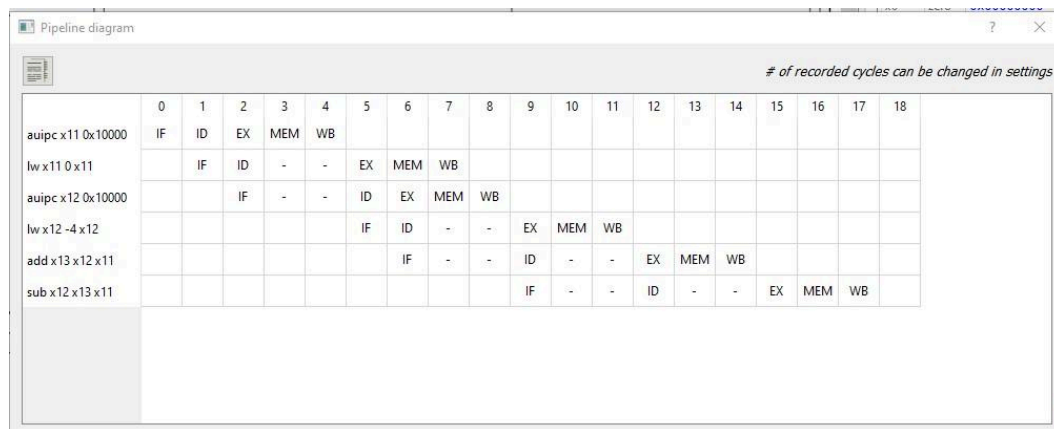 x0 zero 0x00000000
Pipeline diagram ? ×
# of recorded cycles can be changed in settings
0 1 2 3 4 5 6 7 8 9 10 11 12 13 14 15 16 17 18
auipc x11 0x10000 IF ID EX MEM WB
lw x11 0 x11 IF ID - - EX MEM WB
auipc x12 0x10000 IF - - ID EX MEM WB
lw x12 -4 x12 IF ID - - EX MEM WB
add x13 x12 x11 IF - - ID - - EX MEM WB
sub x12 x13 x11 IF - - ID - - EX MEM WB